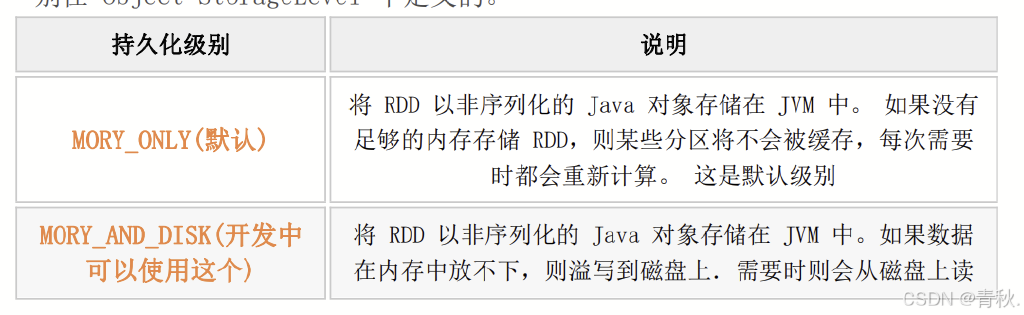 别在 Object StorageLevel 中定义的。
持久化级别
说明
MORY_ONLY(默认)
将 RDD 以非序列化的 Java 对象存储在 JVM 中。 如果没有
足够的内存存储 RDD，则某些分区将不会被缓存，每次需要
时都会重新计算。 这是默认级别
MORY_AND_DISK(开发中
可以使用这个)
将 RDD 以非序列化的 Java 对象存储在 JVM 中。如果数据
在内存中放不下，则溢写到磁盘上．需要时则会从磁盘上读
CSDN @青秋.